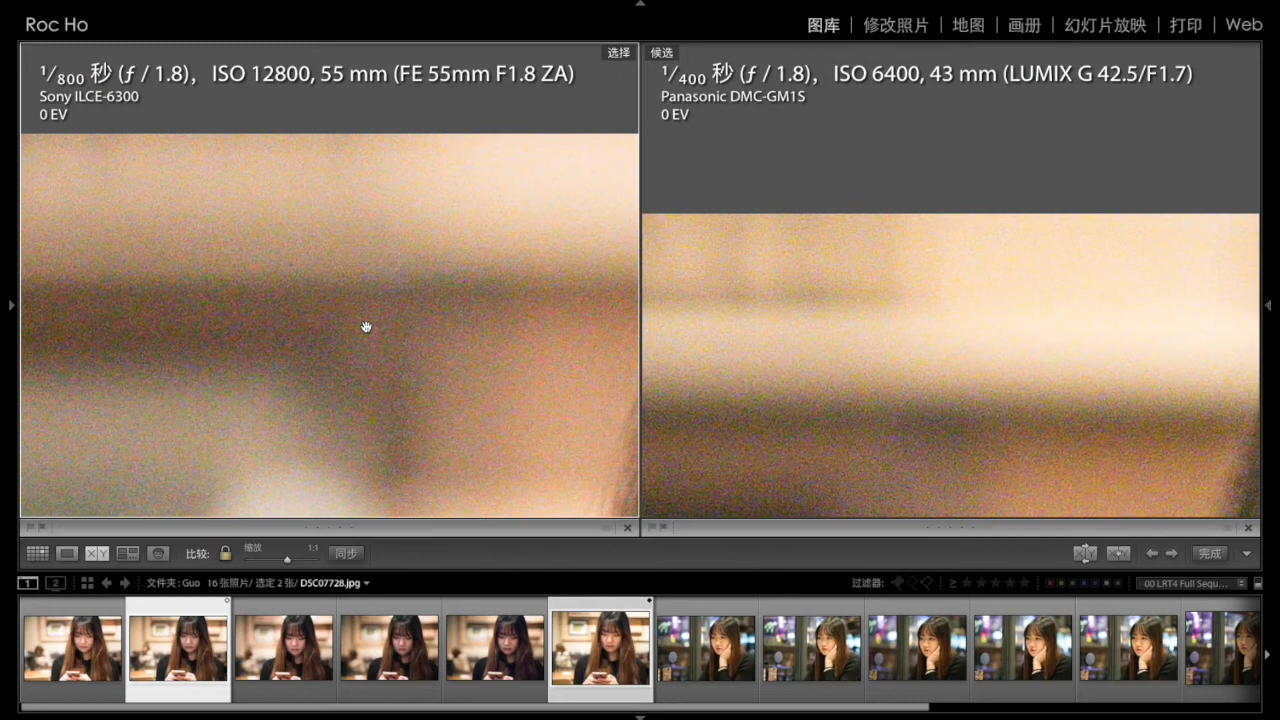 Roc Ho
图库 | 修改照片 | 地图 | 画册 | 幻灯片放映 | 打印 | Web
选择
候选
1/800 秒 (ƒ / 1.8)， ISO 12800, 55 mm (FE 55mm F1.8 ZA)
Sony ILCE-6300
0 EV
1/400 秒 (ƒ / 1.8)， ISO 6400, 43 mm (LUMIX G 42.5/F1.7)
Panasonic DMC-GM1S
0 EV
X Y
比较:
缩放
1:1
同步
完成
1 2
文件夹: Guo 16 张照片/ 选定 2 张/ DSC07728.jpg
过滤器:
00 LRT4 Full Sequ...